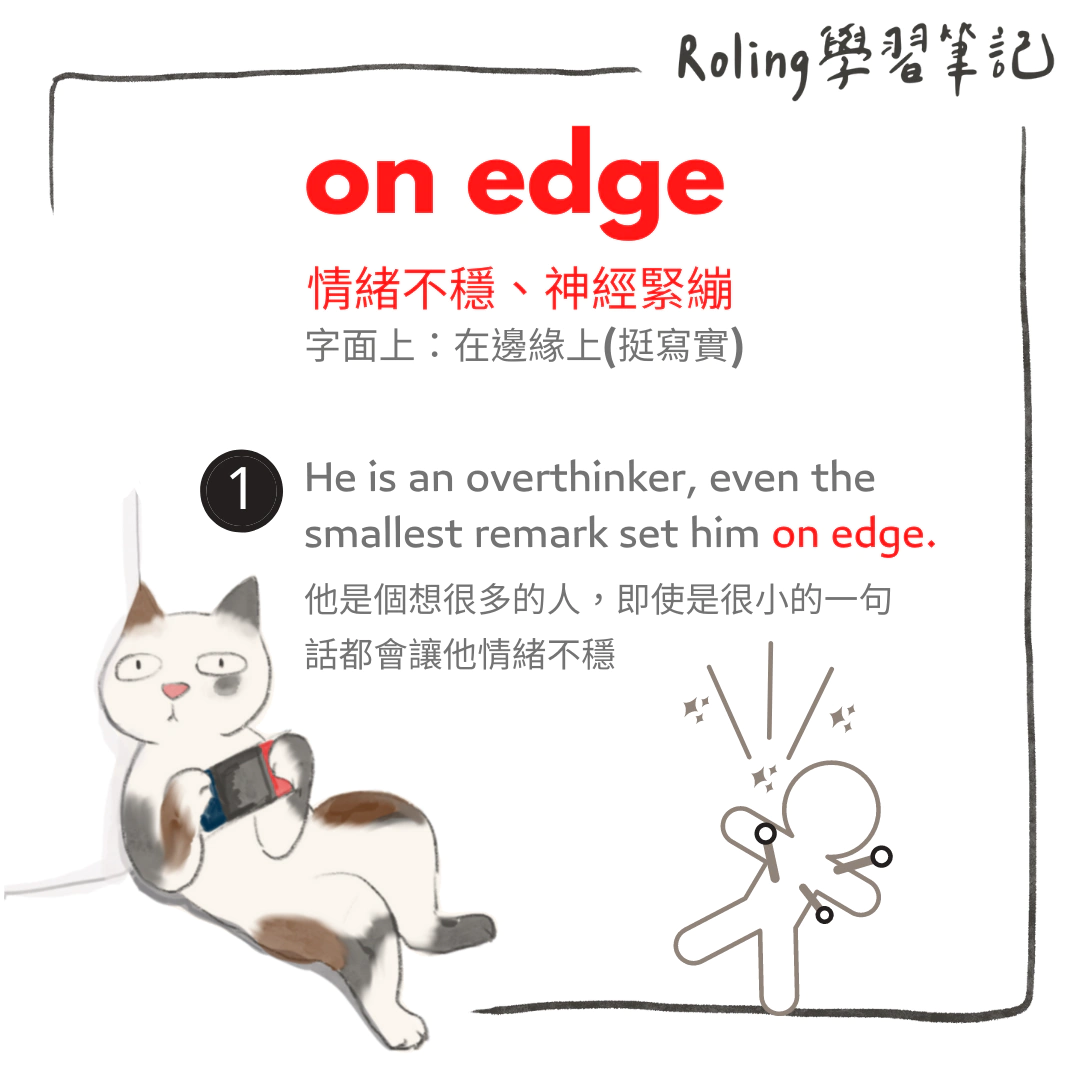 Roling學習筆記
on edge
情緒不穩、神經緊繃
字面上：在邊緣上(挺寫實)
1
He is an overthinker, even the
smallest remark set him on edge.
他是個想很多的人，即使是很小的一句
話都會讓他情緒不穩